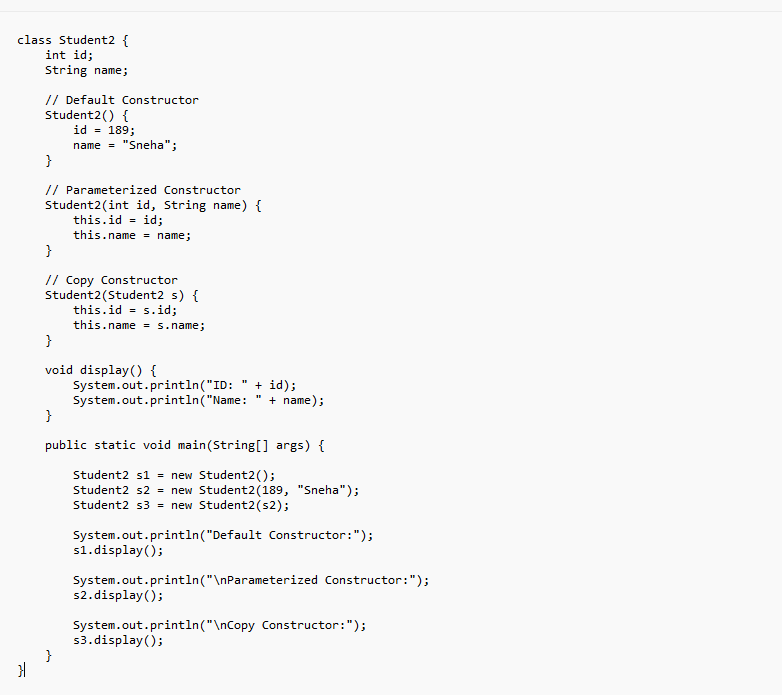 class Student2 {
    int id;
    String name;

    // Default Constructor
    Student2() {
        id = 189;
        name = "Sneha";
    }

    // Parameterized Constructor
    Student2(int id, String name) {
        this.id = id;
        this.name = name;
    }

    // Copy Constructor
    Student2(Student2 s) {
        this.id = s.id;
        this.name = s.name;
    }

    void display() {
        System.out.println("ID: " + id);
        System.out.println("Name: " + name);
    }

    public static void main(String[] args) {

        Student2 s1 = new Student2();
        Student2 s2 = new Student2(189, "Sneha");
        Student2 s3 = new Student2(s2);

        System.out.println("Default Constructor:");
        s1.display();

        System.out.println("\nParameterized Constructor:");
        s2.display();

        System.out.println("\nCopy Constructor:");
        s3.display();
    }
}